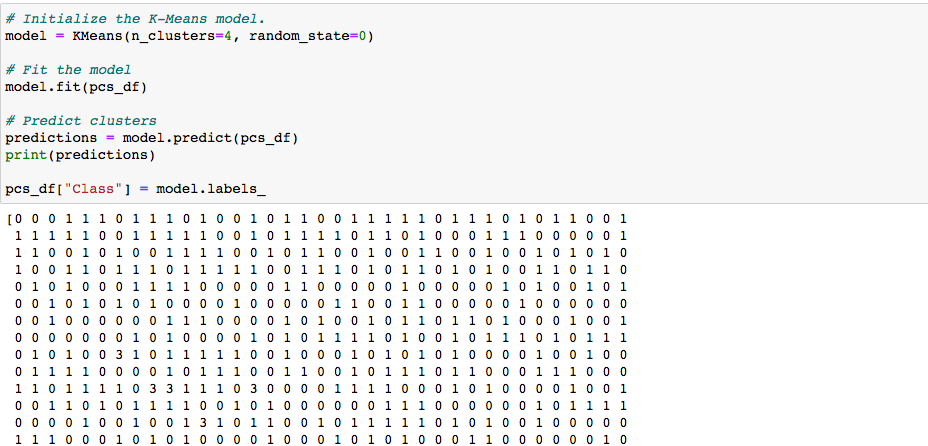 # Initialize the K-Means model.
model = KMeans(n_clusters=4, random_state=0)
# Fit the model
model.fit(pcs_df)
# Predict clusters
predictions = model.predict(pcs_df)
print(predictions)
pcs_df["Class"] = model.labels_
[0 0 0 1 1 1 0 1 1 1 0 1 0 0 1 0 1 1 0 0 1 1 1 1 1 0 1 1 1 0 1 0 1 1 0 0 1
1 1 1 1 1 0 0 1 1 1 1 1 0 0 1 0 1 1 1 1 0 1 1 0 1 0 0 0 1 1 1 0 0 0 0 0 1
1 1 0 0 1 0 1 0 0 1 1 1 1 0 0 1 0 1 1 0 0 1 0 0 1 1 0 0 1 0 0 1 0 1 0 1 0
1 0 0 1 1 0 1 1 1 0 1 1 1 1 1 0 0 1 1 1 0 1 0 1 1 0 1 0 1 0 0 1 1 0 1 1 0
0 1 0 1 0 0 0 1 1 1 1 0 0 0 0 0 1 1 0 0 0 0 0 1 0 0 0 0 0 1 0 1 0 0 1 0 1
0 0 1 0 1 0 1 0 1 0 0 0 0 1 0 0 0 0 0 1 1 0 0 1 0 1 1 0 0 0 1 0 0 0 0 0 0
0 0 1 0 0 0 0 0 0 1 1 1 0 0 0 0 1 0 1 0 0 1 0 1 1 0 1 1 0 1 0 0 0 1 0 0 1
0 0 0 0 0 0 0 1 0 1 0 0 0 0 1 0 1 0 1 1 1 1 0 1 0 0 1 0 1 1 1 0 1 0 1 1 1
0 1 0 1 0 0 3 1 0 1 1 1 1 1 0 0 1 0 0 0 1 0 1 0 1 0 1 0 0 0 0 1 0 0 1 0 0
0 1 1 1 1 0 0 0 0 1 0 1 1 1 0 0 1 1 0 0 1 0 1 1 1 0 1 1 0 0 0 1 1 1 0 0 0
1 1 0 1 1 1 1 0 3 3 1 1 1 0 3 0 0 0 0 1 1 1 1 0 0 0 1 0 1 0 0 0 0 1 0 0 1
0 0 1 1 0 1 0 1 1 1 1 0 0 1 0 1 0 0 0 0 0 0 1 1 1 0 0 0 0 0 0 1 0 1 1 1 1
0 0 0 0 1 0 0 1 0 0 1 3 1 0 1 1 0 0 1 0 1 1 1 1 1 0 1 0 1 0 0 1 0 0 0 0 0
1 1 1 0 0 0 1 0 1 0 1 0 0 0 0 1 0 0 0 1 0 1 0 1 0 0 0 1 1 0 0 0 0 0 0 1 0